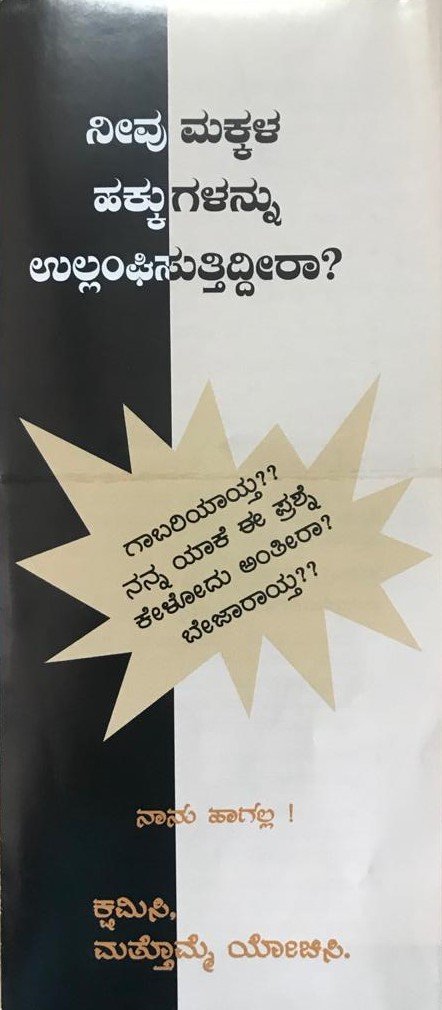 ನೀವು ಮಕ್ಕಳ
ಹಕ್ಕುಗಳನ್ನು
ಉಲ್ಲಂಘಿಸುತ್ತಿದ್ದೀರಾ?
ಗಾಬರಿಯಾಯ್ತ??
ನನ್ನ ಯಾಕೆ ಈ ಪ್ರಶ್ನೆ
ಕೇಳೋದು ಅಂತೀರಾ?
ಬೇಜಾರಾಯ್ತ??
ನಾನು ಹಾಗಲ್ಲ !
ಕ್ಷಮಿಸಿ,
ಮತ್ತೊಮ್ಮೆ ಯೋಚಿಸಿ.